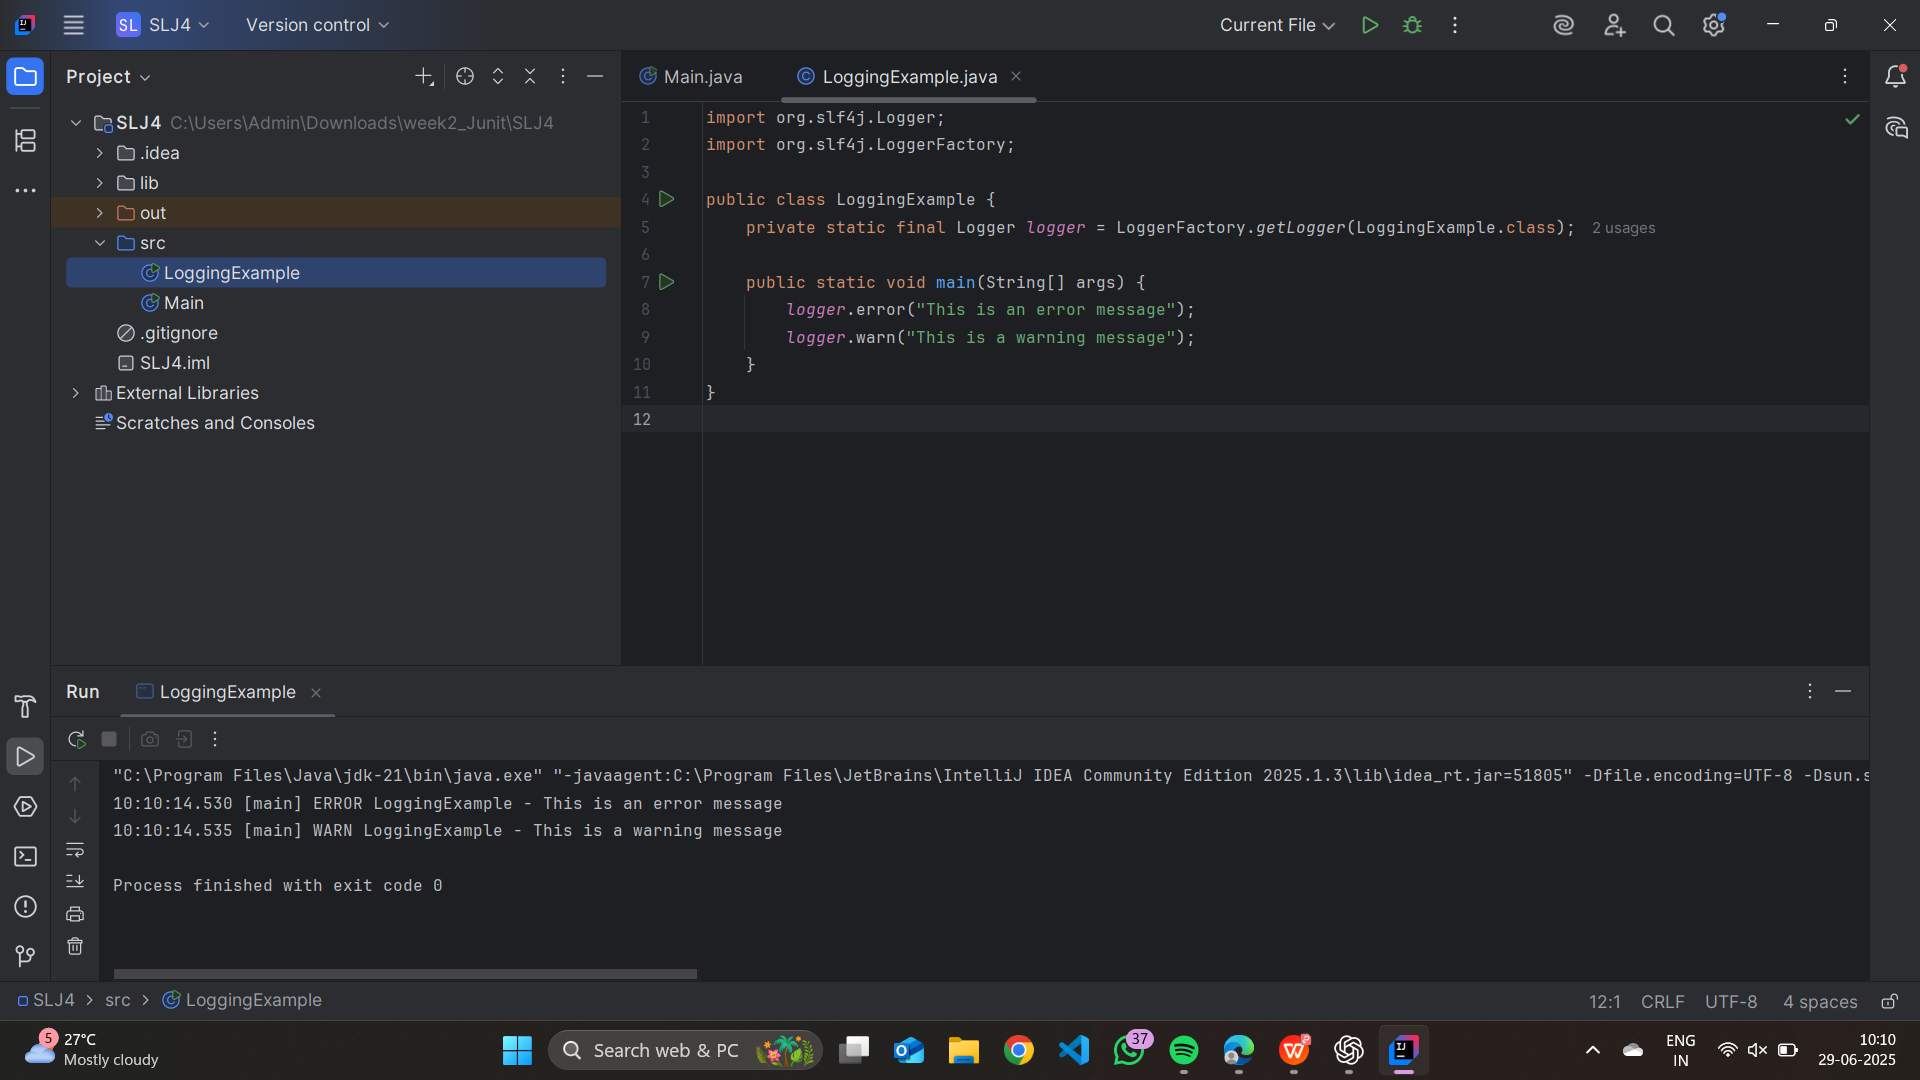 SL SLJ4 Version control Current File
Project
SLJ4 C:\Users\Admin\Downloads\week2_Junit\SLJ4
.idea
lib
out
src
LoggingExample
Main
.gitignore
SLJ4.iml
External Libraries
Scratches and Consoles
Main.java LoggingExample.java
1 import org.slf4j.Logger;
2 import org.slf4j.LoggerFactory;
3
4 public class LoggingExample {
5 private static final Logger logger = LoggerFactory.getLogger(LoggingExample.class); 2 usages
6
7 public static void main(String[] args) {
8 logger.error("This is an error message");
9 logger.warn("This is a warning message");
10 }
11 }
12
Run LoggingExample
"C:\Program Files\Java\jdk-21\bin\java.exe" "-javaagent:C:\Program Files\JetBrains\IntelliJ IDEA Community Edition 2025.1.3\lib\idea_rt.jar=51805" -Dfile.encoding=UTF-8 -Dsun.s
10:10:14.530 [main] ERROR LoggingExample - This is an error message
10:10:14.535 [main] WARN LoggingExample - This is a warning message
Process finished with exit code 0
SLJ4 > src > LoggingExample
12:1 CRLF UTF-8 4 spaces
5
27°C
Mostly cloudy
Search web & PC
37
ENG
IN
10:10
29-06-2025